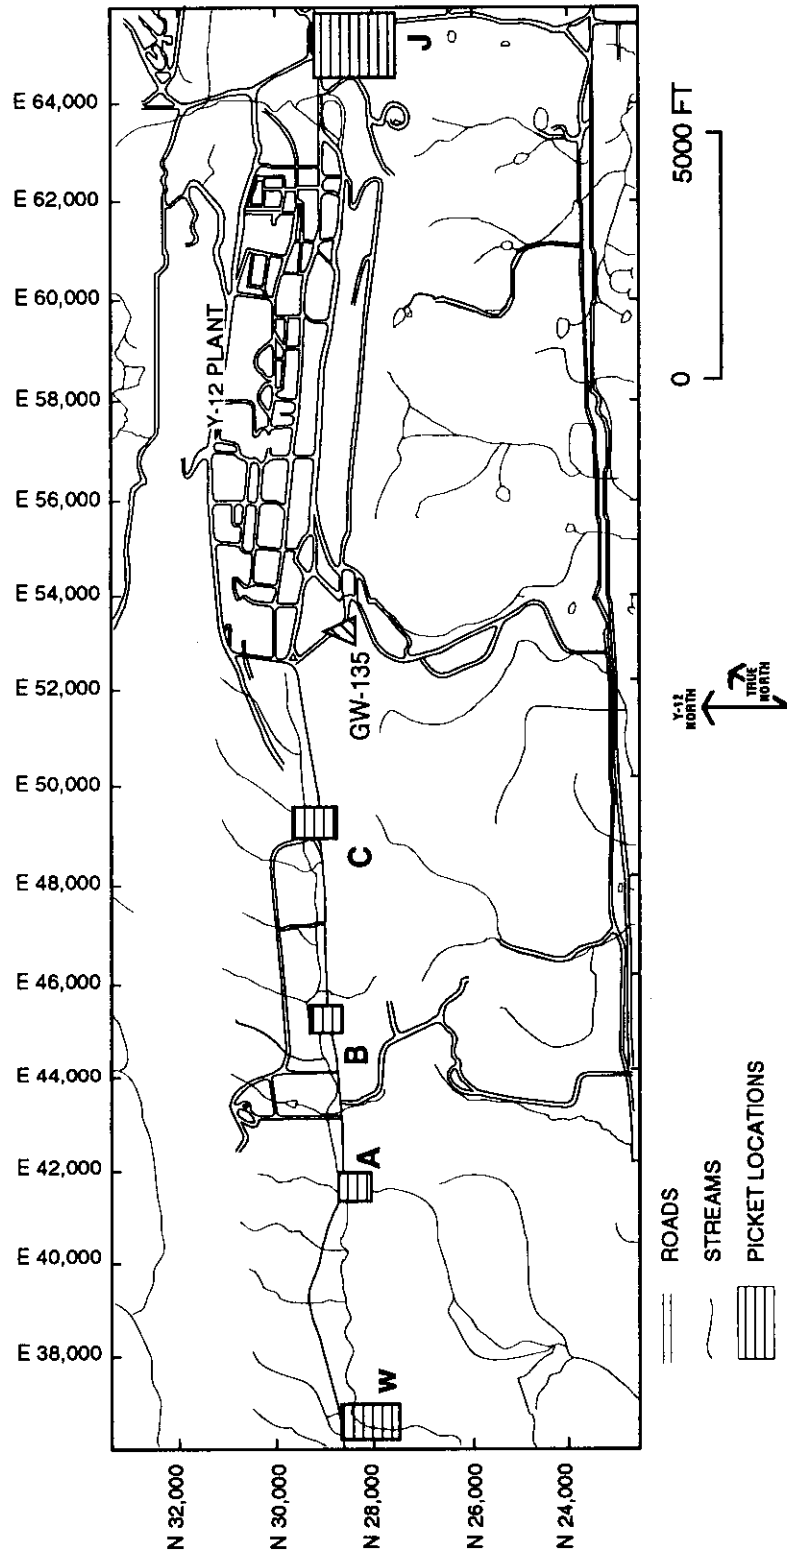 E 64,000
E 62,000
E 60,000
E 58,000
E 56,000
E 54,000
E 52,000
E 50,000
E 48,000
E 46,000
E 44,000
E 42,000
E 40,000
E 38,000
N 32,000
N 30,000
N 28,000
N 26,000
N 24,000
Y-12 PLANT
GW-135
J
C
B
A
W
0 5000 FT
Y-12
NORTH
TRUE
NORTH
ROADS
STREAMS
PICKET LOCATIONS